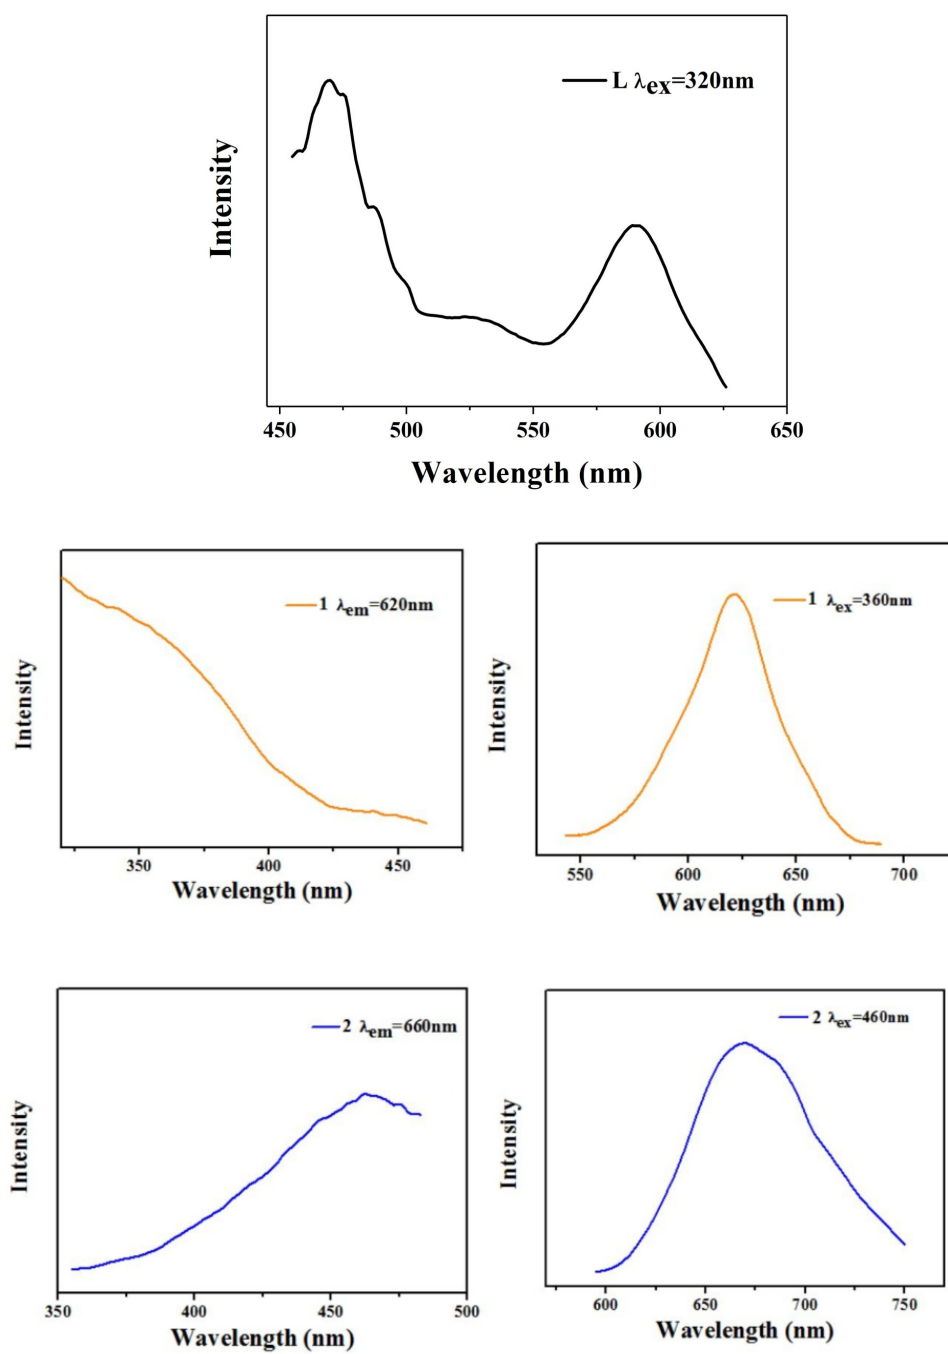 L λex=320nm
Intensity
450 500 550 600 650
Wavelength (nm)
1 λem=620nm
Intensity
350 400 450
Wavelength (nm)
1 λex=360nm
Intensity
550 600 650 700
Wavelength (nm)
2 λem=660nm
Intensity
350 400 450 500
Wavelength (nm)
2 λex=460nm
Intensity
600 650 700 750
Wavelength (nm)